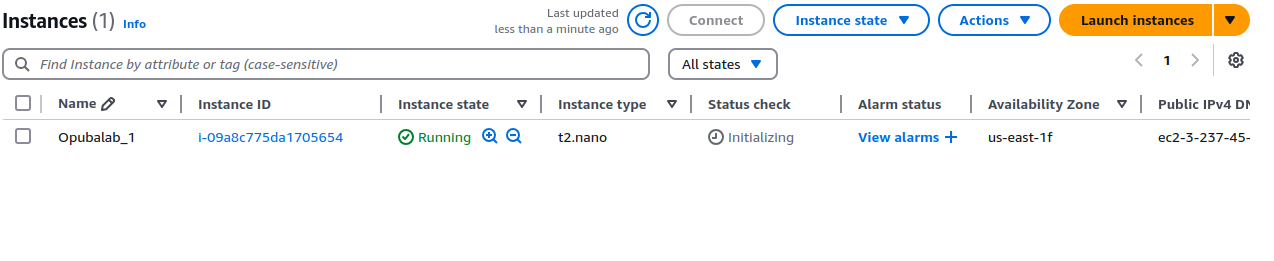 Instances (1) Info
Last updated
less than a minute ago
Connect
Instance state
Actions
Launch instances
Find Instance by attribute or tag (case-sensitive)
All states
1
Name Instance ID Instance state Instance type Status check Alarm status Availability Zone Public IPv4 DN
Opubalab_1 i-09a8c775da1705654 Running t2.nano Initializing View alarms + us-east-1f ec2-3-237-45-